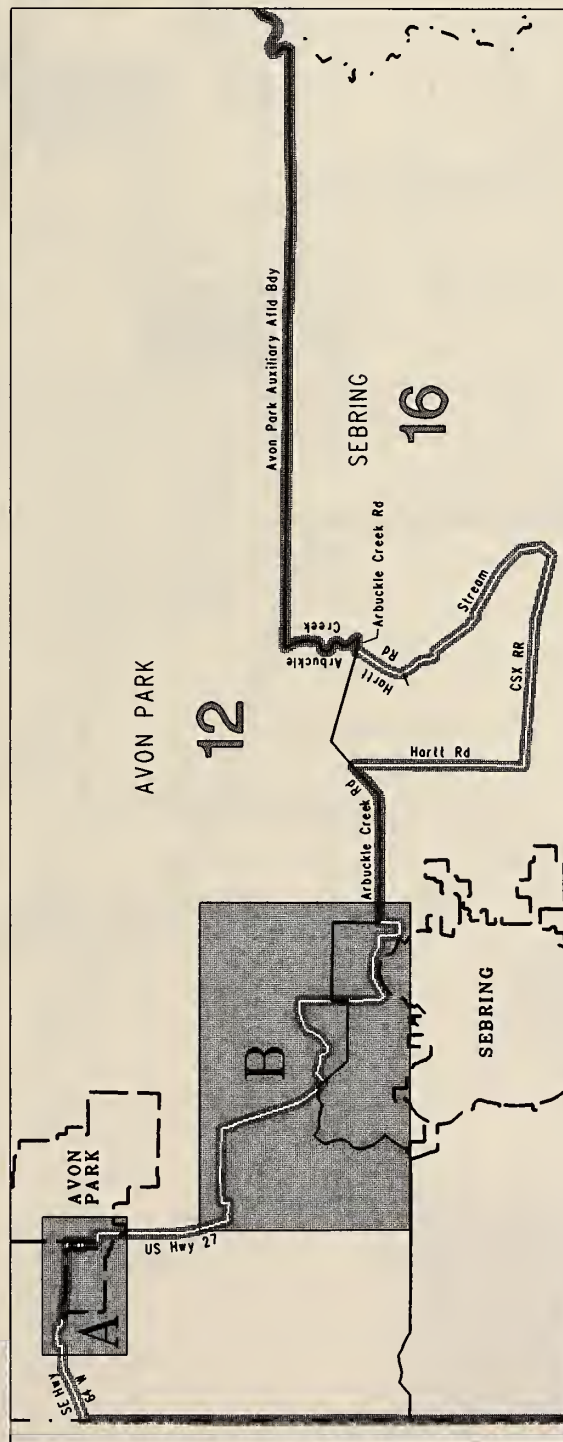 Avon Park Auxiliary Afld Bdy
SEBRING
16
Arbuckle Creek Rd
Arbuckle
Creek
Hartt
Rd
Stream
CSX RR
Hartt Rd
AVON PARK
12
Arbuckle Creek
Rd
B
SEBRING
AVON
PARK
A
US Hwy 27
SE Hwy
64 W